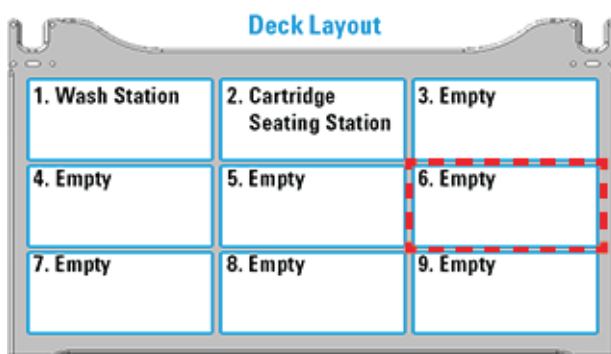 Deck Layout
1. Wash Station
2. Cartridge
Seating Station
3. Empty
4. Empty
5. Empty
6. Empty
7. Empty
8. Empty
9. Empty